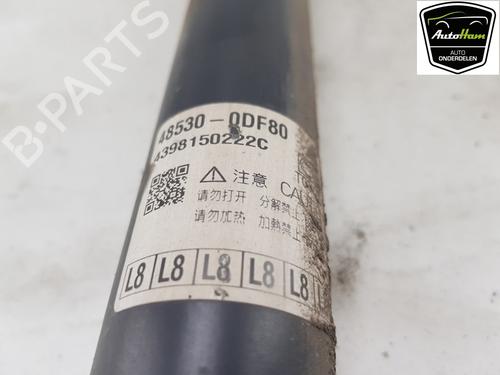 AutoHam
AUTO
ONDERDELEN
B-PARTS
48530-0DF80
4398150222C
⚠ 注意 CA
请勿打开 分解禁止
请勿加热 加熱禁止
L8 L8 L8 L8 L8